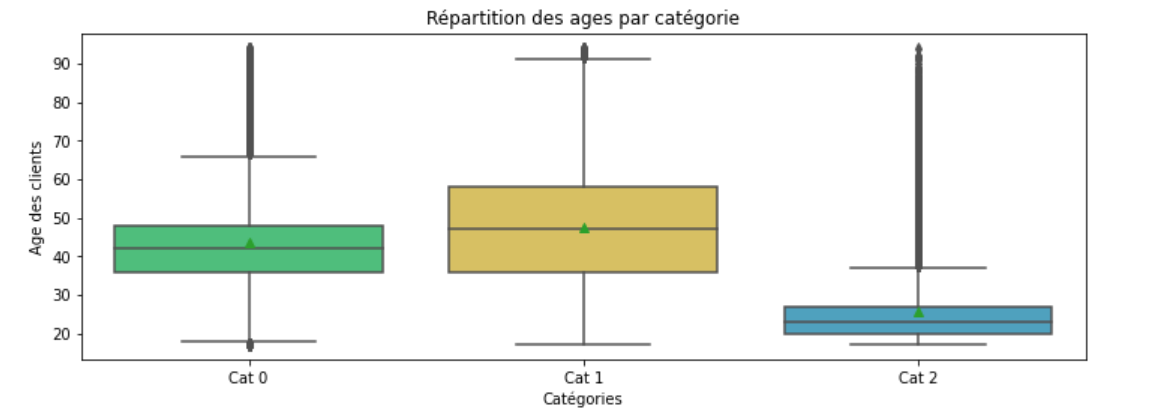 Répartition des ages par catégorie
90
80
70
60
50
40
30
20
Age des clients
Cat 0
Cat 1
Cat 2
Catégories